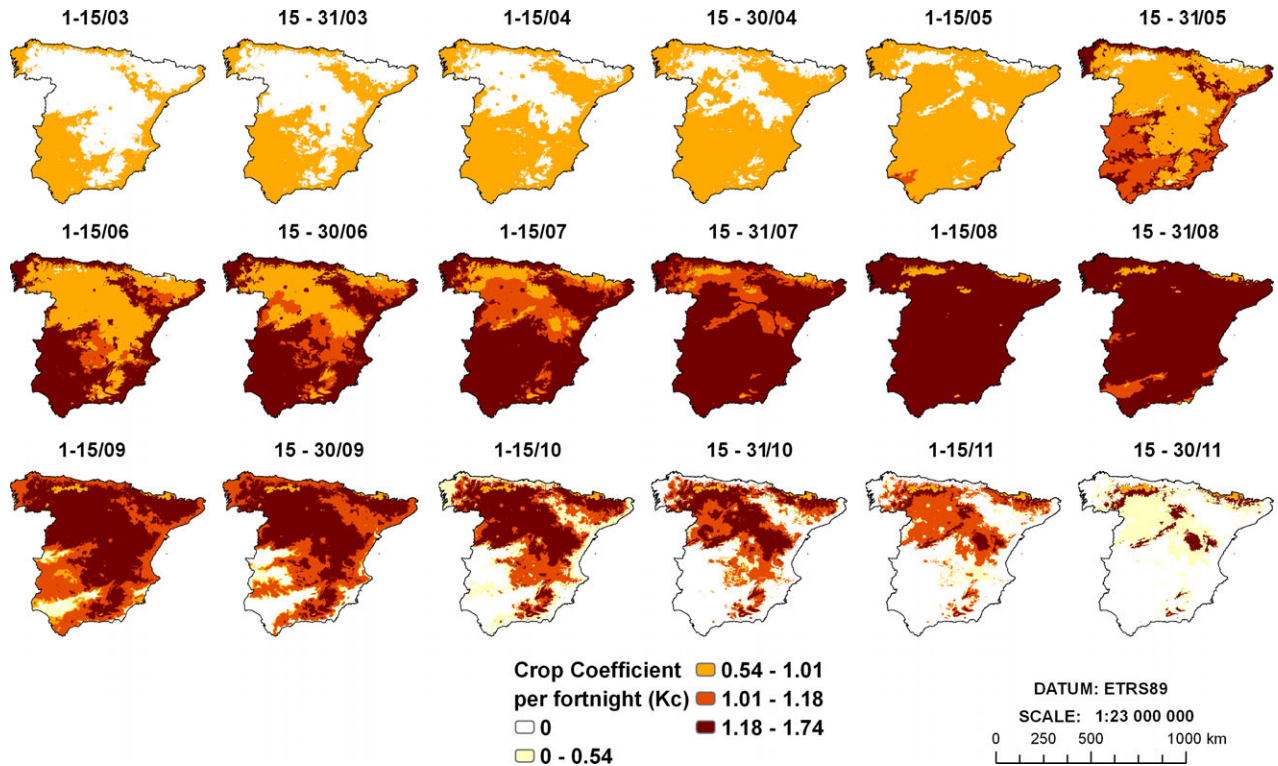 1-15/03
15 - 31/03
1-15/04
15 - 30/04
1-15/05
15 - 31/05
1-15/06
15 - 30/06
1-15/07
15 - 31/07
1-15/08
15 - 31/08
1-15/09
15 - 30/09
1-15/10
15 - 31/10
1-15/11
15 - 30/11
Crop Coefficient
per fortnight (Kc)
0
0 - 0.54
0.54 - 1.01
1.01 - 1.18
1.18 - 1.74
DATUM: ETRS89
SCALE: 1:23 000 000
0 250 500 1000 km